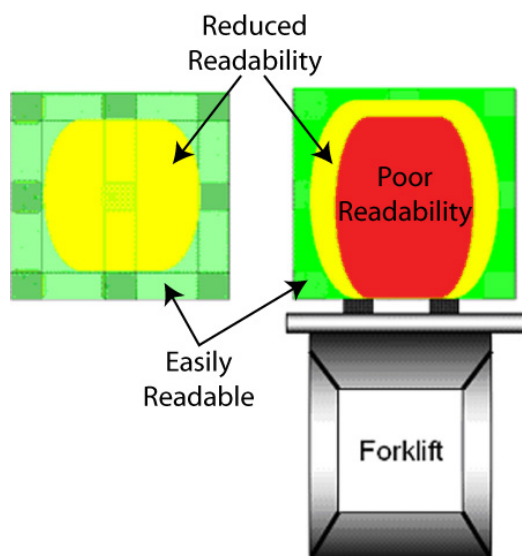 Reduced
Readability
Poor
Readability
Easily
Readable
Forklift